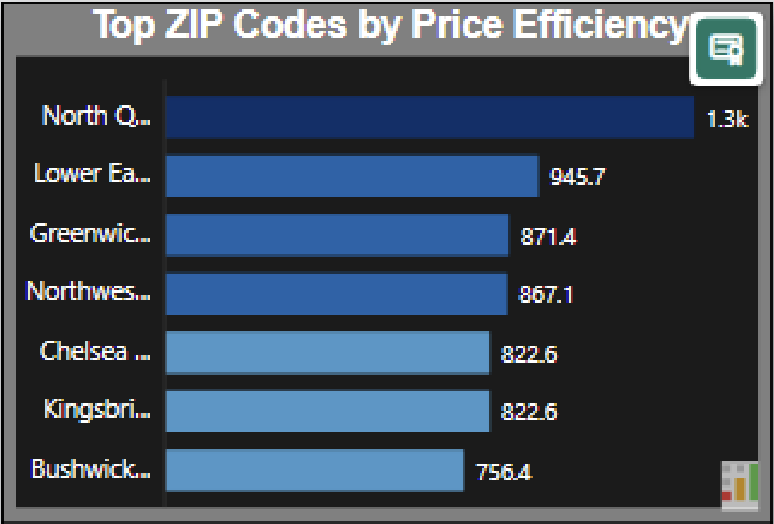 Top ZIP Codes by Price Efficiency
North Q... 1.3k
Lower Ea... 945.7
Greenwic... 871.4
Northwes... 867.1
Chelsea ... 822.6
Kingsbri... 822.6
Bushwick... 756.4